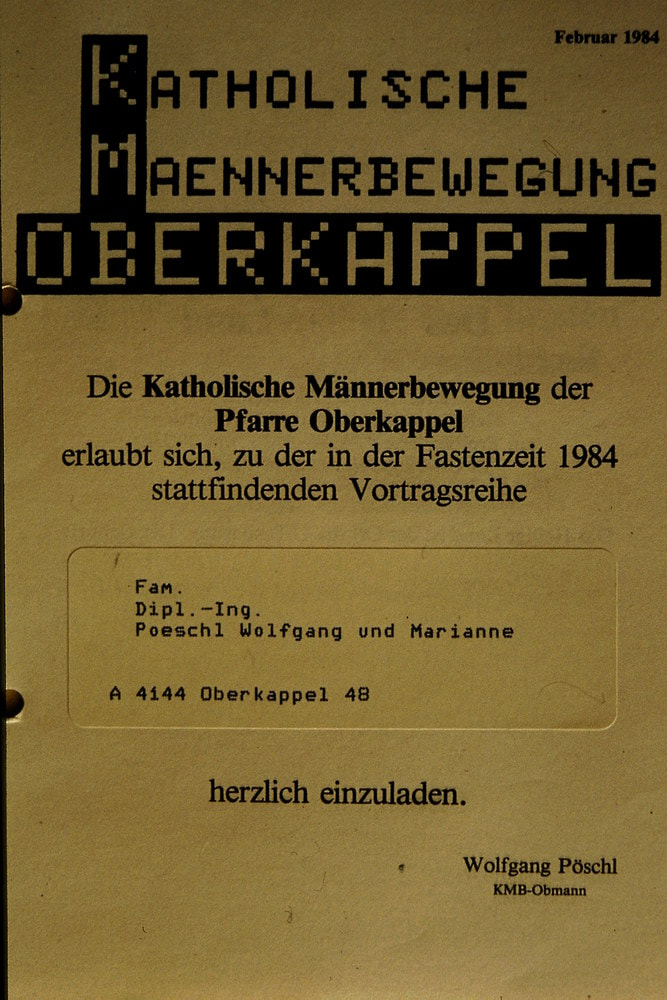 Februar 1984
KATHOLISCHE
MAENNERBEWEGUNG
OBERKAPPEL
Die Katholische Männerbewegung der
Pfarre Oberkappel
erlaubt sich, zu der in der Fastenzeit 1984
stattfindenden Vortragsreihe
Fam.
Dipl.-Ing.
Poeschl Wolfgang und Marianne
A 4144 Oberkappel 48
herzlich einzuladen.
Wolfgang Pöschl
KMB-Obmann